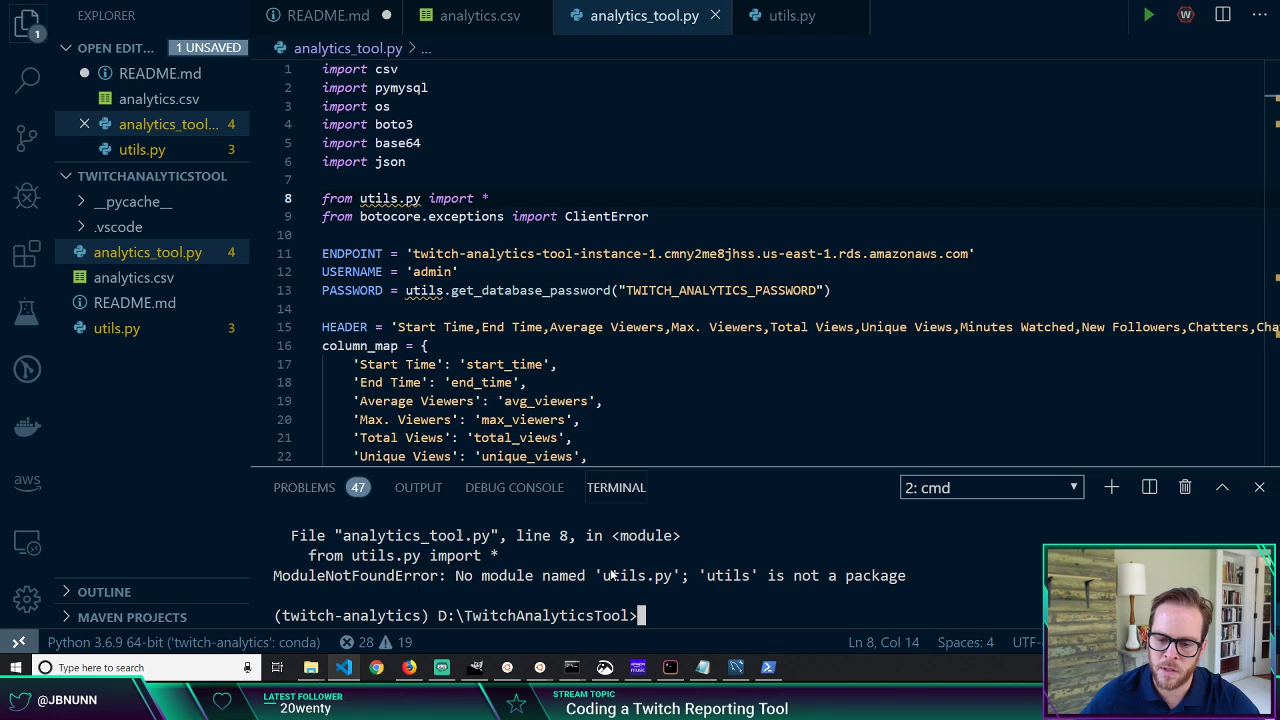 README.md
analytics.csv
analytics_tool.py
utils.py
1
EXPLORER
OPEN EDIT... 1 UNSAVED
README.md
analytics.csv
analytics_tool... 4
utils.py 3
TWITCHANALYTICSTOOL
__pycache__
.vscode
analytics_tool.py 4
analytics.csv
README.md
utils.py 3
aws
OUTLINE
MAVEN PROJECTS
analytics_tool.py > ...
1 import csv
2 import pymysql
3 import os
4 import boto3
5 import base64
6 import json
7
8 from utils.py import *
9 from botocore.exceptions import ClientError
10
11 ENDPOINT = 'twitch-analytics-tool-instance-1.cmny2me8jhss.us-east-1.rds.amazonaws.com'
12 USERNAME = 'admin'
13 PASSWORD = utils.get_database_password("TWITCH_ANALYTICS_PASSWORD")
14
15 HEADER = 'Start Time,End Time,Average Viewers,Max. Viewers,Total Views,Unique Views,Minutes Watched,New Followers,Chatters,Cha
16 column_map = {
17 'Start Time': 'start_time',
18 'End Time': 'end_time',
19 'Average Viewers': 'avg_viewers',
20 'Max. Viewers': 'max_viewers',
21 'Total Views': 'total_views',
22 'Unique Views': 'unique_views',
PROBLEMS 47 OUTPUT DEBUG CONSOLE TERMINAL 2: cmd
File "analytics_tool.py", line 8, in <module>
from utils.py import *
ModuleNotFoundError: No module named 'utils.py'; 'utils' is not a package
(twitch-analytics) D:\TwitchAnalyticsTool>
Python 3.6.9 64-bit ('twitch-analytics': conda) 28 19 Ln 8, Col 14 Spaces: 4 UTF-
Type here to search
@JBNUNN
LATEST FOLLOWER
20wenty
STREAM TOPIC
Coding a Twitch Reporting Tool